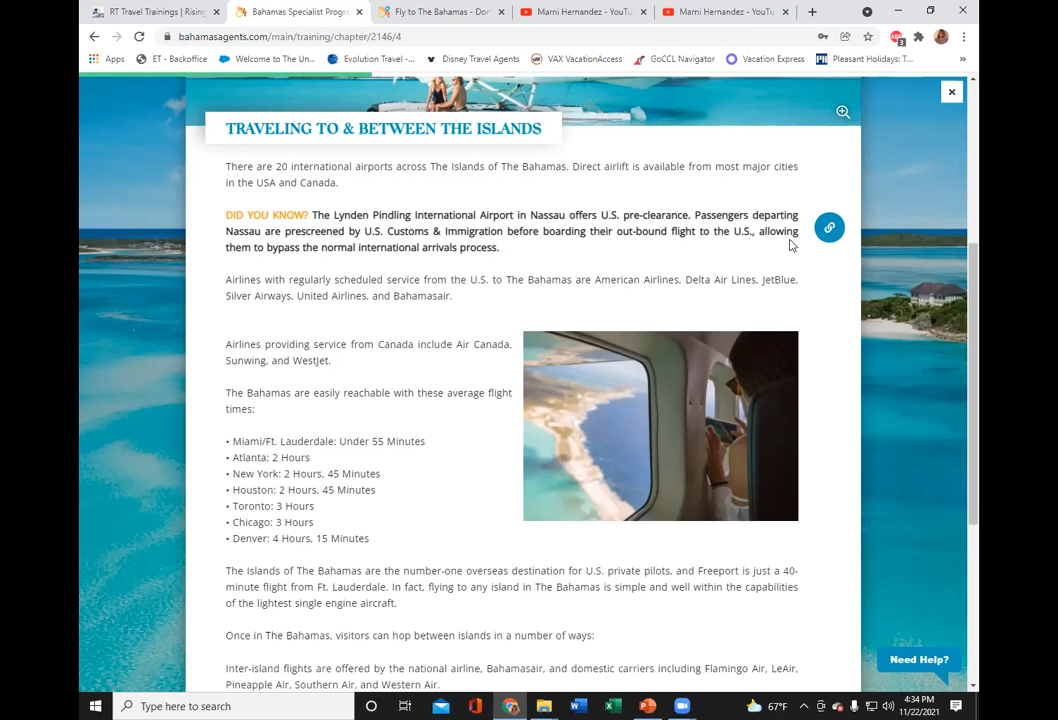 RT Travel Trainings | Rising
Bahamas Specialist Progra
Fly to The Bahamas - Dor
Marni Hernandez - YouTu
Marni Hernandez - YouTu
bahamasagents.com/main/training/chapter/2146/4
Apps
ET - Backoffice
Welcome to The Un...
Evolution Travel -...
Disney Travel Agents
VAX VacationAccess
GoCCL Navigator
Vacation Express
Pleasant Holidays: T...
TRAVELING TO & BETWEEN THE ISLANDS
There are 20 international airports across The Islands of The Bahamas. Direct airlift is available from most major cities
in the USA and Canada.
DID YOU KNOW? The Lynden Pindling International Airport in Nassau offers U.S. pre-clearance. Passengers departing
Nassau are prescreened by U.S. Customs & Immigration before boarding their out-bound flight to the U.S., allowing
them to bypass the normal international arrivals process.
Airlines with regularly scheduled service from the U.S. to The Bahamas are American Airlines, Delta Air Lines, JetBlue,
Silver Airways, United Airlines, and Bahamasair.
Airlines providing service from Canada include Air Canada,
Sunwing, and WestJet.
The Bahamas are easily reachable with these average flight
times:
• Miami/Ft. Lauderdale: Under 55 Minutes
• Atlanta: 2 Hours
• New York: 2 Hours, 45 Minutes
• Houston: 2 Hours, 45 Minutes
• Toronto: 3 Hours
• Chicago: 3 Hours
• Denver: 4 Hours, 15 Minutes
The Islands of The Bahamas are the number-one overseas destination for U.S. private pilots, and Freeport is just a 40-
minute flight from Ft. Lauderdale. In fact, flying to any island in The Bahamas is simple and well within the capabilities
of the lightest single engine aircraft.
Once in The Bahamas, visitors can hop between islands in a number of ways:
Inter-island flights are offered by the national airline, Bahamasair, and domestic carriers including Flamingo Air, LeAir,
Pineapple Air, Southern Air, and Western Air.
Need Help?
Type here to search
67°F
4:34 PM
11/22/2021